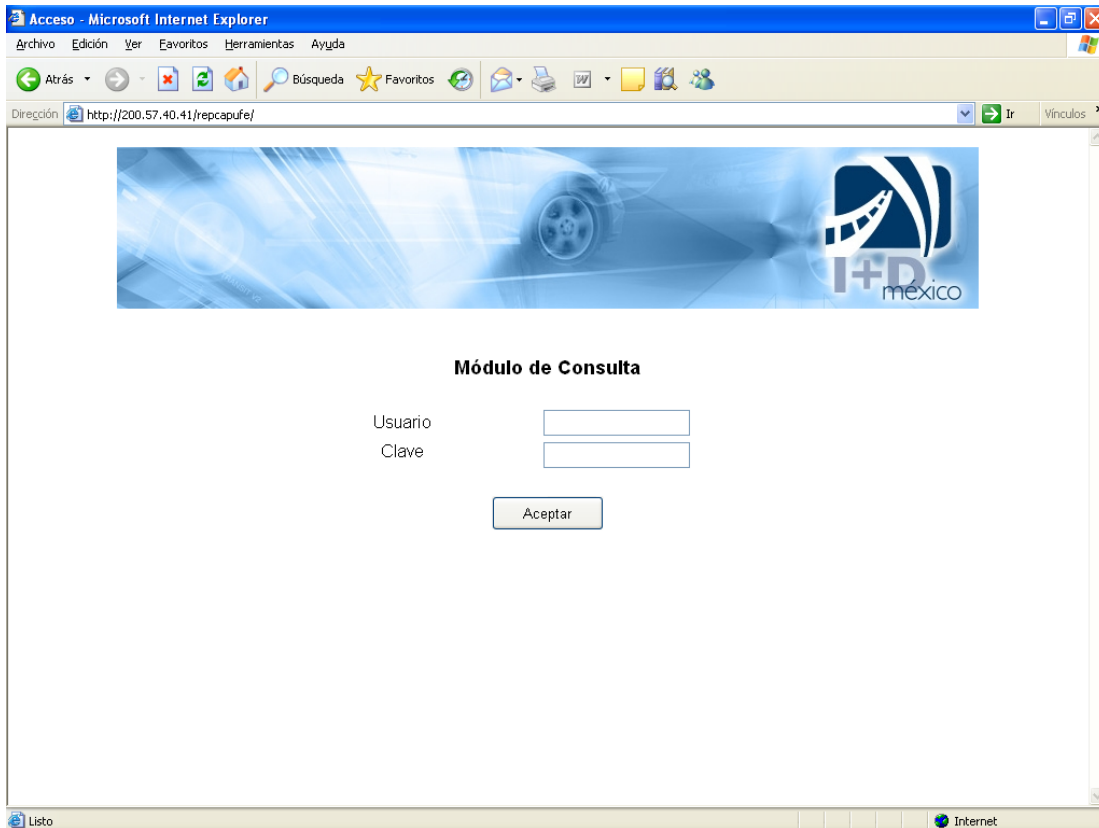 Acceso - Microsoft Internet Explorer
Archivo Edición Ver Favoritos Herramientas Ayuda
Atrás Búsqueda Favoritos
Dirección http://200.57.40.41/repcapufe/ Ir Vínculos
I+D
méxico
Módulo de Consulta
Usuario
Clave
Aceptar
Listo Internet